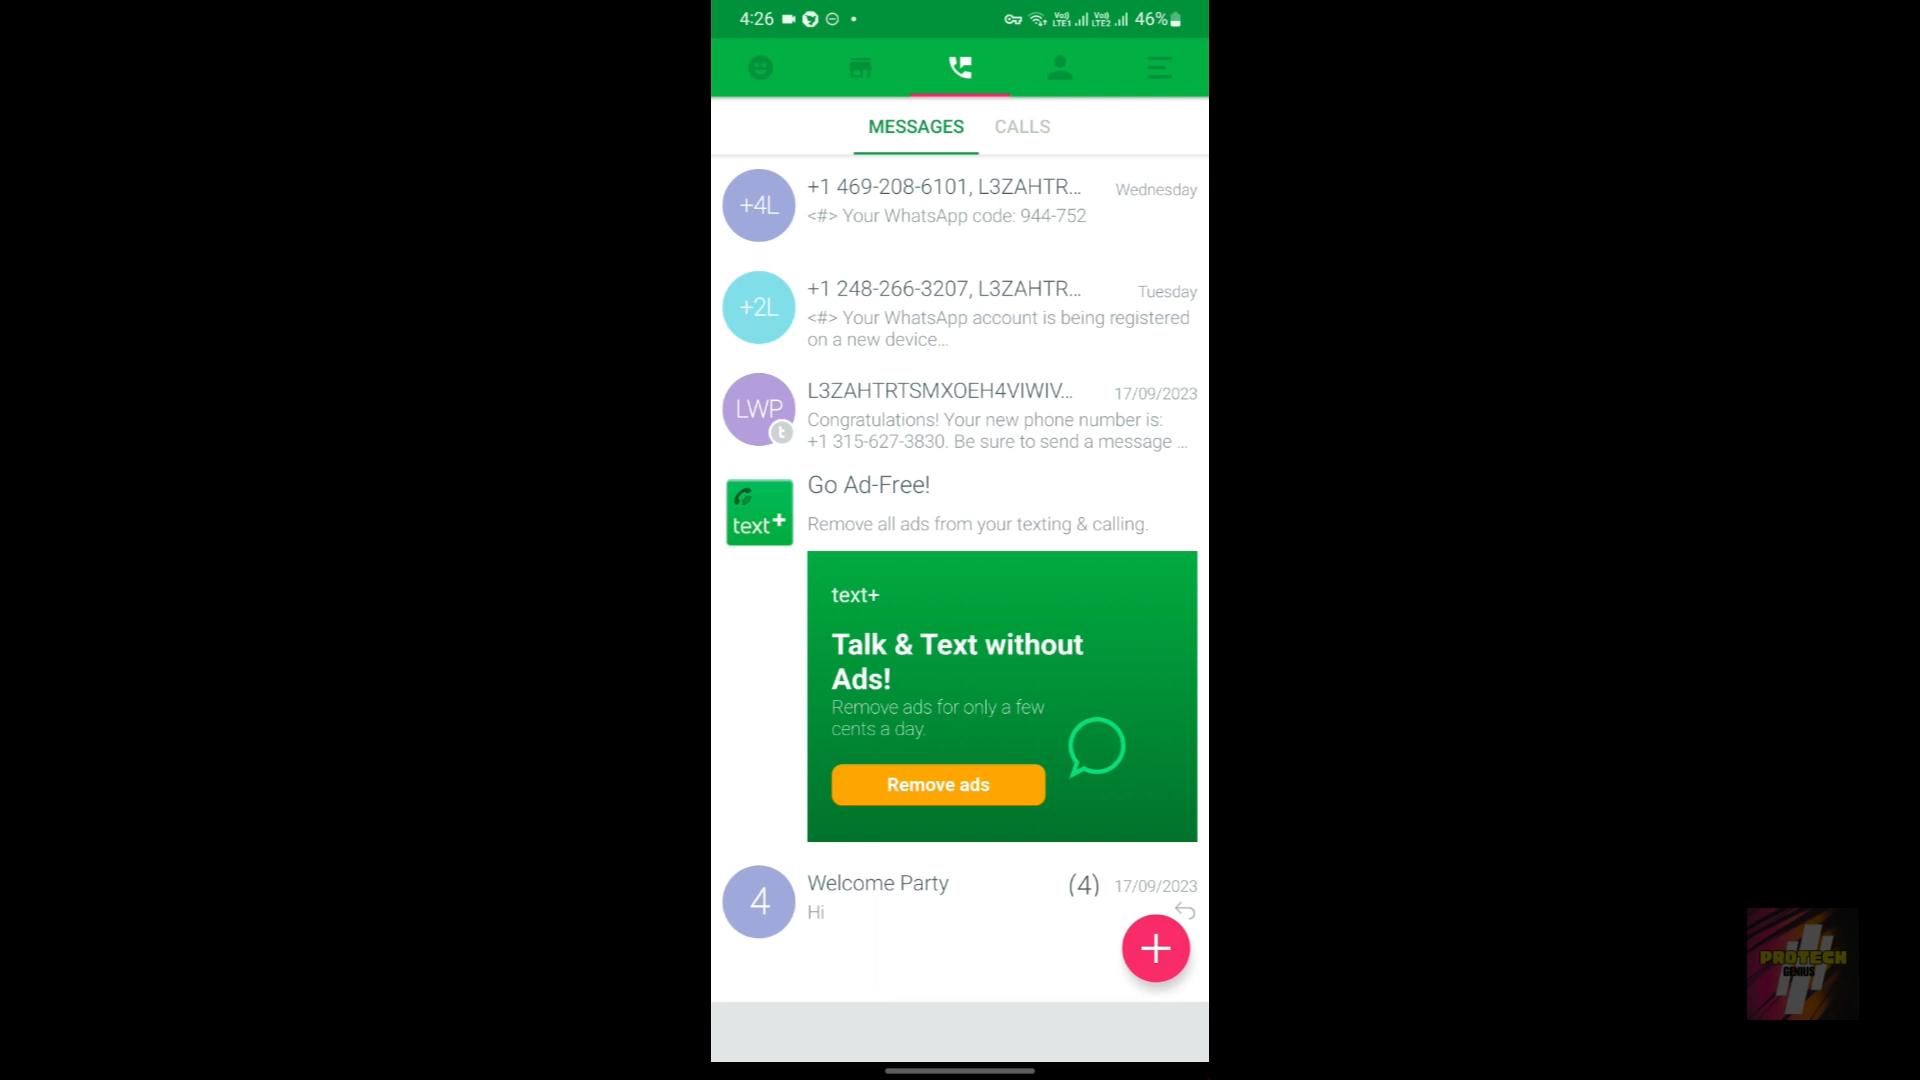 4:26
Vo) LTE1 Vo) LTE2 46%
MESSAGES CALLS
+4L
+1 469-208-6101, L3ZAHTR... Wednesday
<#> Your WhatsApp code: 944-752
+2L
+1 248-266-3207, L3ZAHTR... Tuesday
<#> Your WhatsApp account is being registered
on a new device...
LWP
t
L3ZAHTRTSMXOEH4VIWIV... 17/09/2023
Congratulations! Your new phone number is:
+1 315-627-3830. Be sure to send a message ...
text+
Go Ad-Free!
Remove all ads from your texting & calling.
text+
Talk & Text without
Ads!
Remove ads for only a few
cents a day.
Remove ads
4
Welcome Party (4) 17/09/2023
Hi
PROTECH
GENIUS